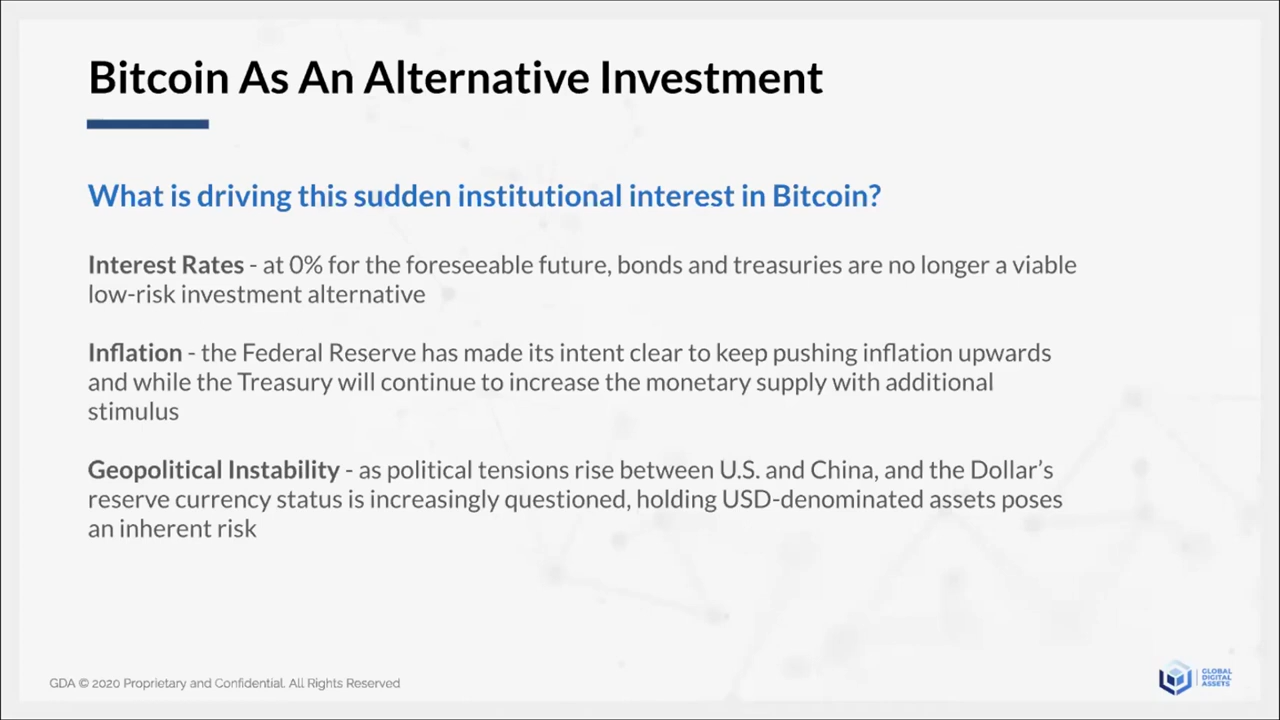 Bitcoin As An Alternative Investment
What is driving this sudden institutional interest in Bitcoin?
Interest Rates - at 0% for the foreseeable future, bonds and treasuries are no longer a viable
low-risk investment alternative
Inflation - the Federal Reserve has made its intent clear to keep pushing inflation upwards
and while the Treasury will continue to increase the monetary supply with additional
stimulus
Geopolitical Instability - as political tensions rise between U.S. and China, and the Dollar's
reserve currency status is increasingly questioned, holding USD-denominated assets poses
an inherent risk
GDA © 2020 Proprietary and Confidential. All Rights Reserved
GLOBAL
DIGITAL
ASSETS